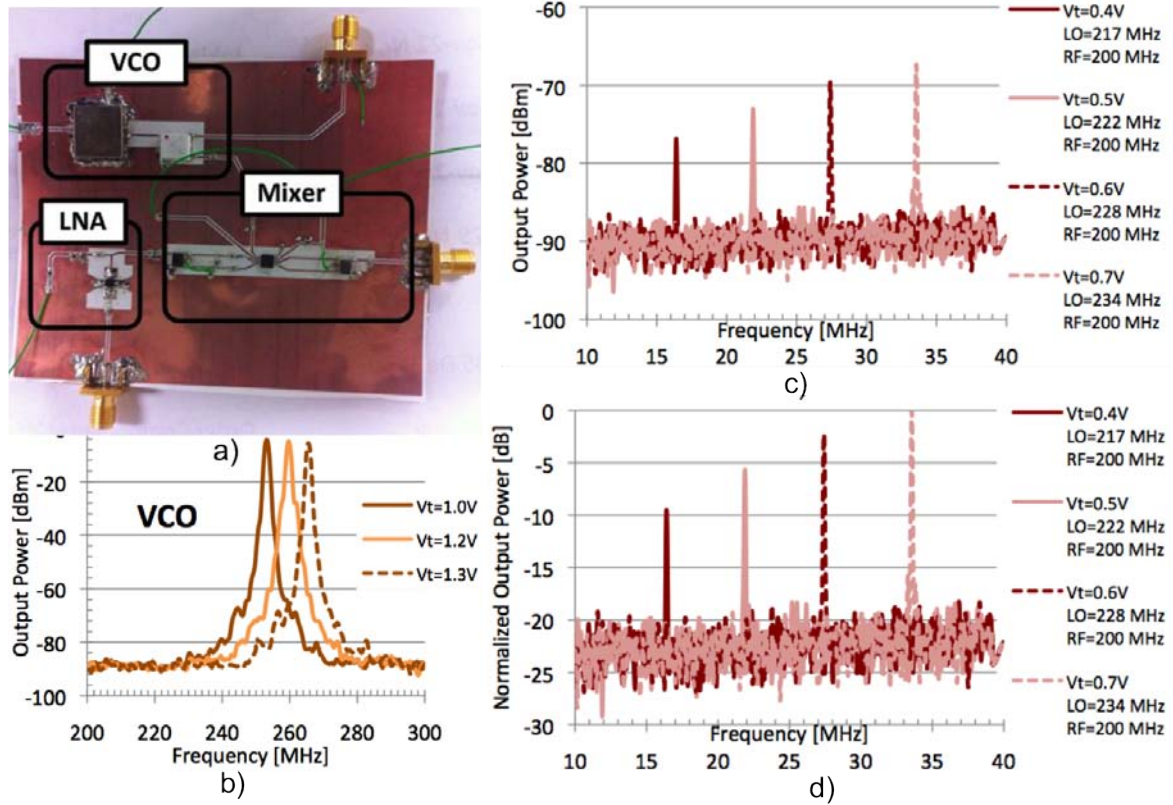 VCO
Mixer
LNA
a)
Output Power [dBm]
-20
-40
-60
-80
-100
VCO
Vt=1.0V
Vt=1.2V
Vt=1.3V
200 220 240 260 280 300
Frequency [MHz]
b)
Output Power [dBm]
-60
-70
-80
-90
-100
10 15 20 25 30 35 40
Frequency [MHz]
Vt=0.4V
LO=217 MHz
RF=200 MHz
Vt=0.5V
LO=222 MHz
RF=200 MHz
Vt=0.6V
LO=228 MHz
RF=200 MHz
Vt=0.7V
LO=234 MHz
RF=200 MHz
c)
Normalized Output Power [dB]
0
-5
-10
-15
-20
-25
-30
10 15 20 25 30 35 40
Frequency [MHz]
Vt=0.4V
LO=217 MHz
RF=200 MHz
Vt=0.5V
LO=222 MHz
RF=200 MHz
Vt=0.6V
LO=228 MHz
RF=200 MHz
Vt=0.7V
LO=234 MHz
RF=200 MHz
d)